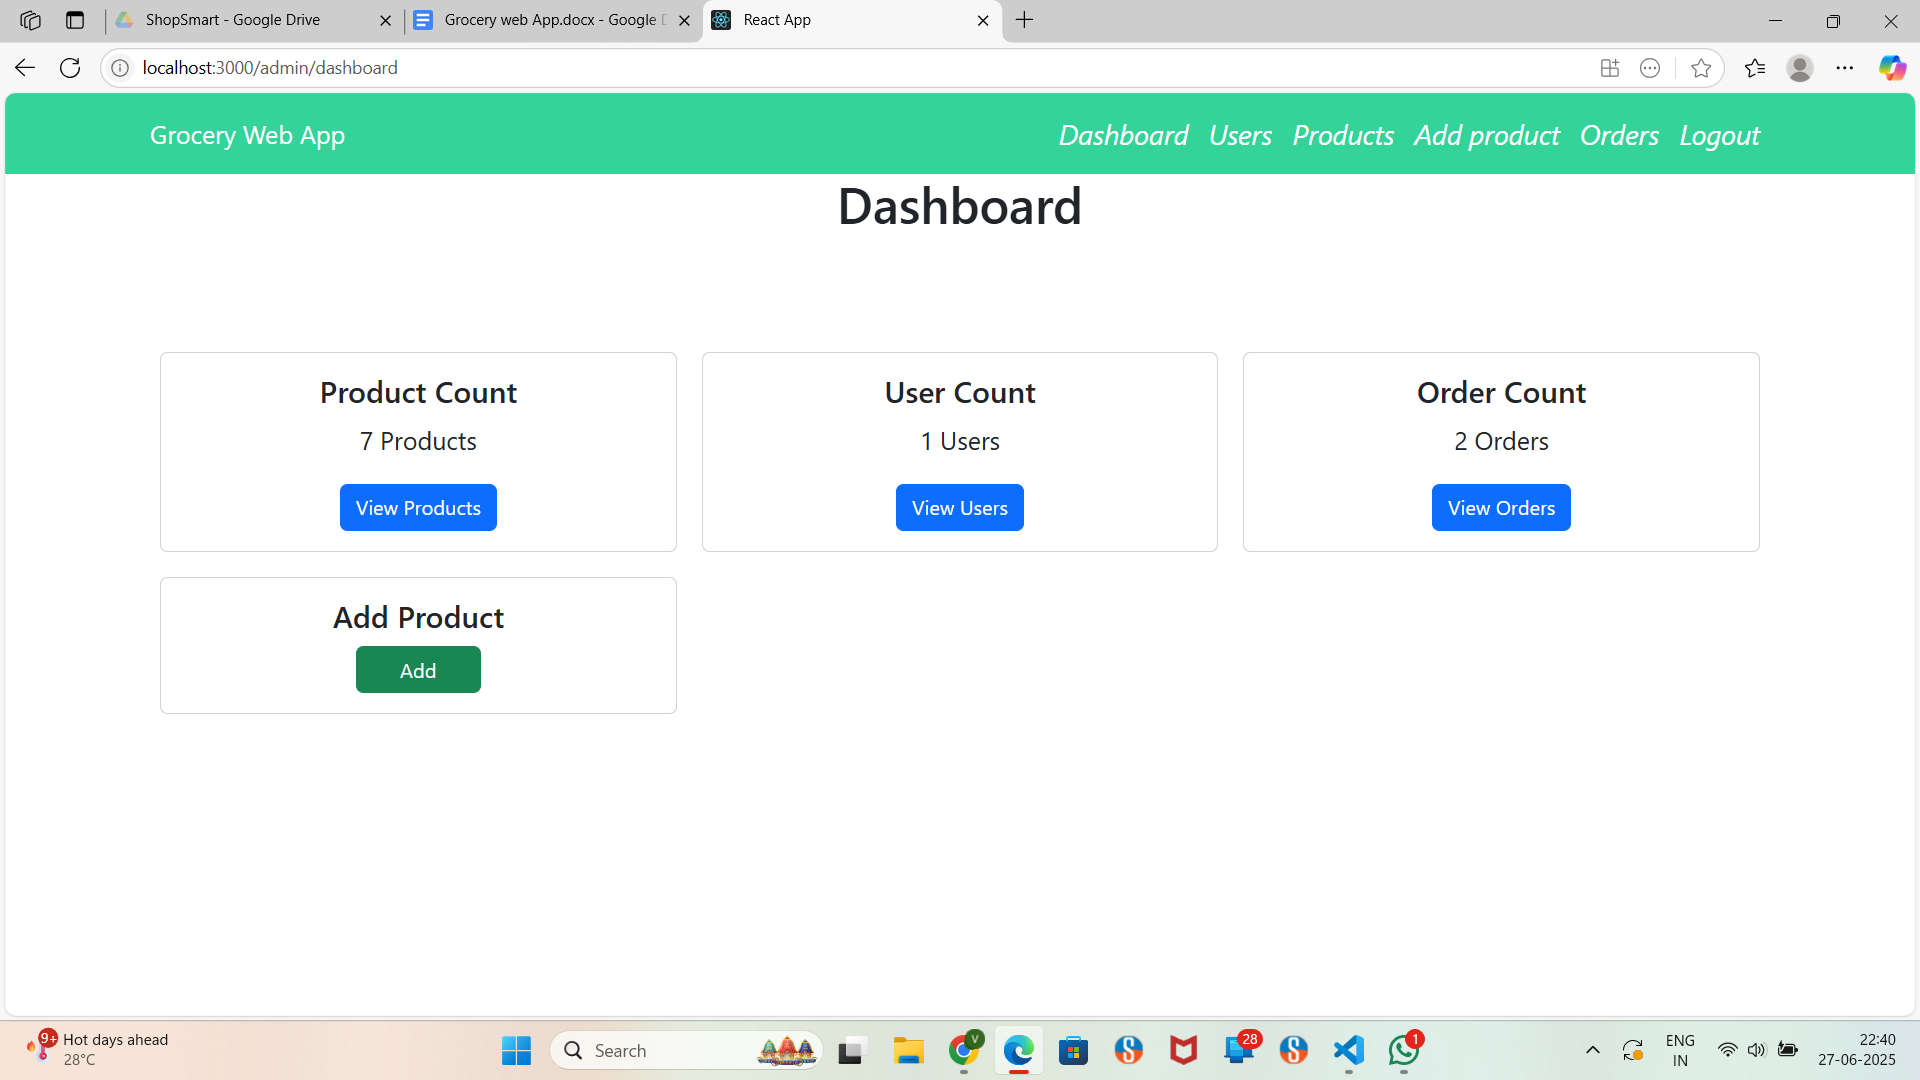 ShopSmart - Google Drive
Grocery web App.docx - Google
React App
localhost:3000/admin/dashboard
Grocery Web App
Dashboard Users Products Add product Orders Logout
Dashboard
Product Count
7 Products
View Products
User Count
1 Users
View Users
Order Count
2 Orders
View Orders
Add Product
Add
9+
Hot days ahead
28°C
Search
V
28
1
ENG
IN
22:40
27-06-2025